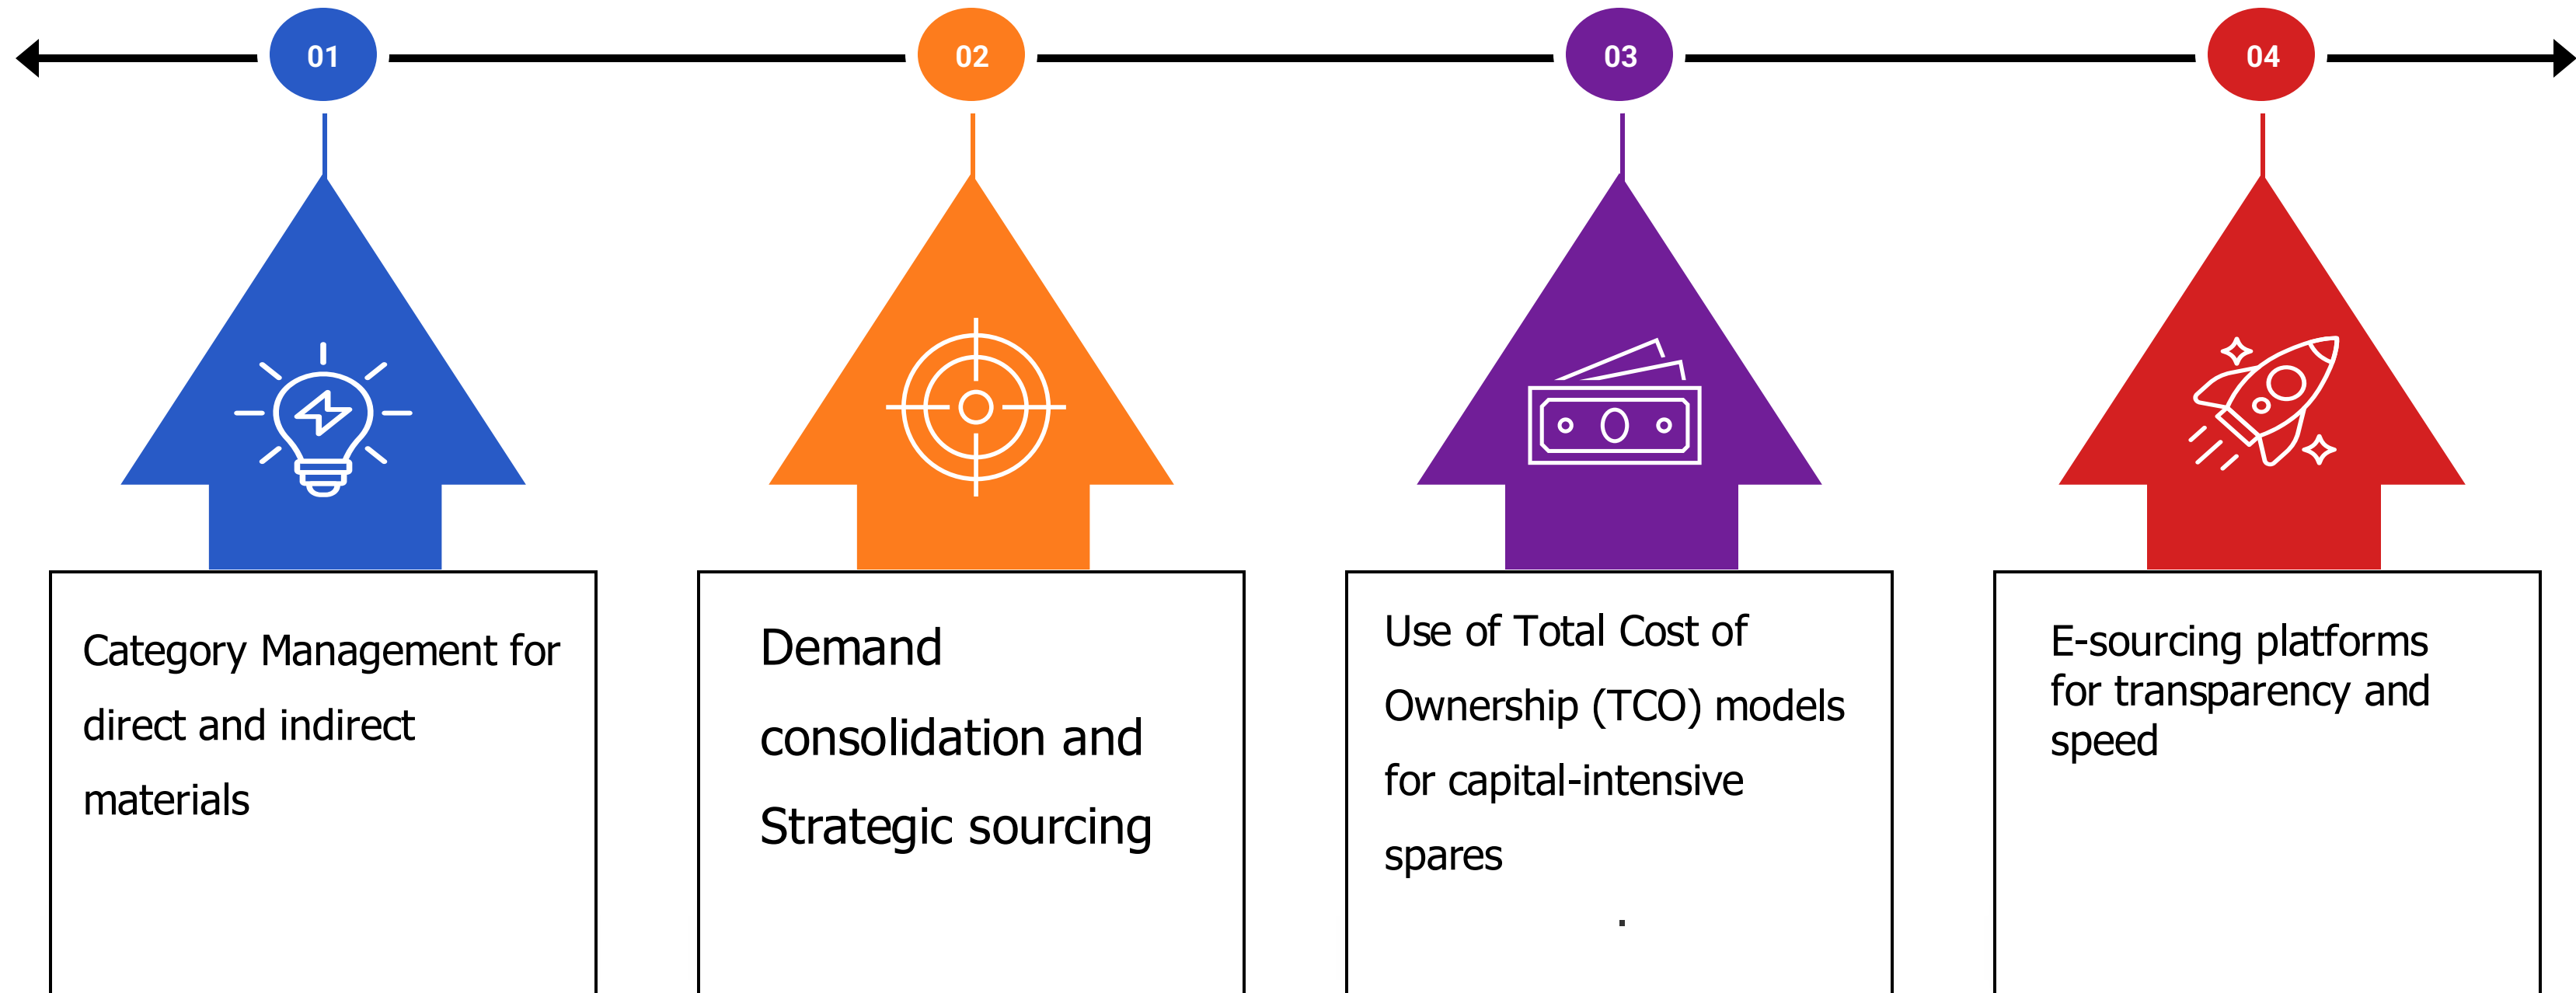 01
02
03
04
Category Management for
direct and indirect
materials
Demand
consolidation and
Strategic sourcing
Use of Total Cost of
Ownership (TCO) models
for capital-intensive
spares
.
E-sourcing platforms
for transparency and
speed